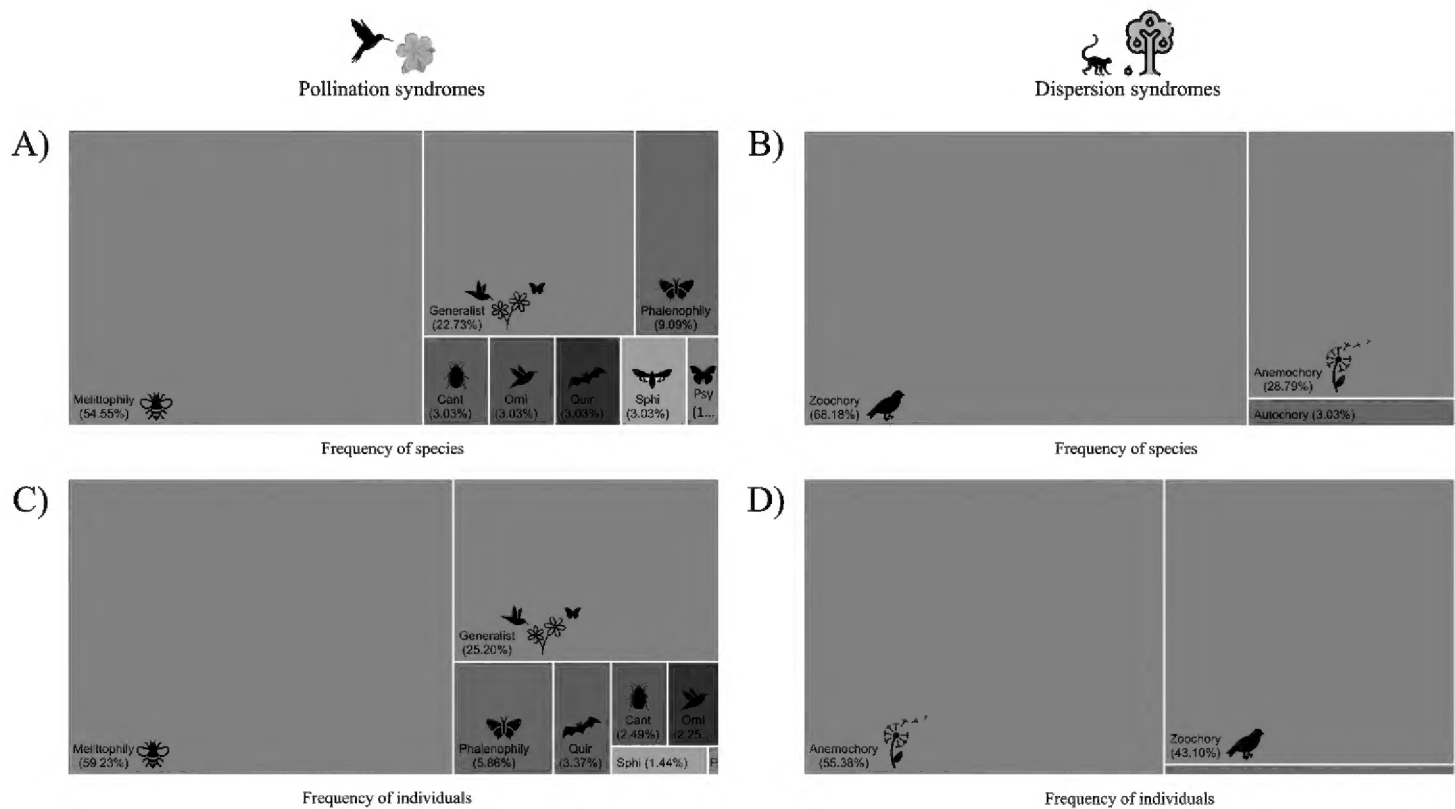 Pollination syndromes
Dispersion syndromes
A)
Melittophily
(54.55%)
Generalist
(22.73%)
Phalenophily
(9.09%)
Cant
(3.03%)
Orni
(3.03%)
Quir
(3.03%)
Sphi
(3.03%)
Psy
(1...
Frequency of species
B)
Zoochory
(68.18%)
Anemochory
(28.79%)
Autochory (3.03%)
Frequency of species
C)
Melittophily
(59.23%)
Generalist
(25.20%)
Phalenophily
(5.86%)
Quir
(3.37%)
Cant
(2.49%)
Orni
(2.25...
Sphi (1.44%)
P
Frequency of individuals
D)
Anemochory
(55.38%)
Zoochory
(43.10%)
Frequency of individuals